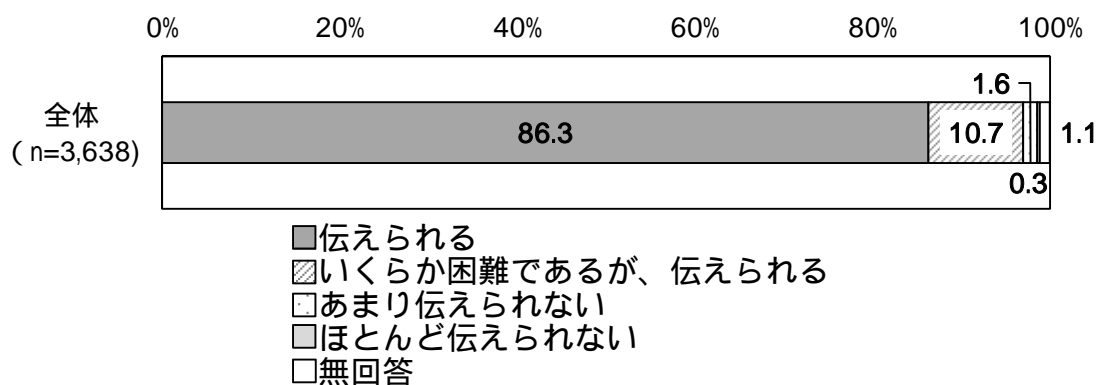 0% 20% 40% 60% 80% 100%
1.6
全体
86.3 10.7 1.1
(n=3,638)
0.3
伝えられる
いくらか困難であるが、伝えられる
あまり伝えられない
ほとんど伝えられない
無回答